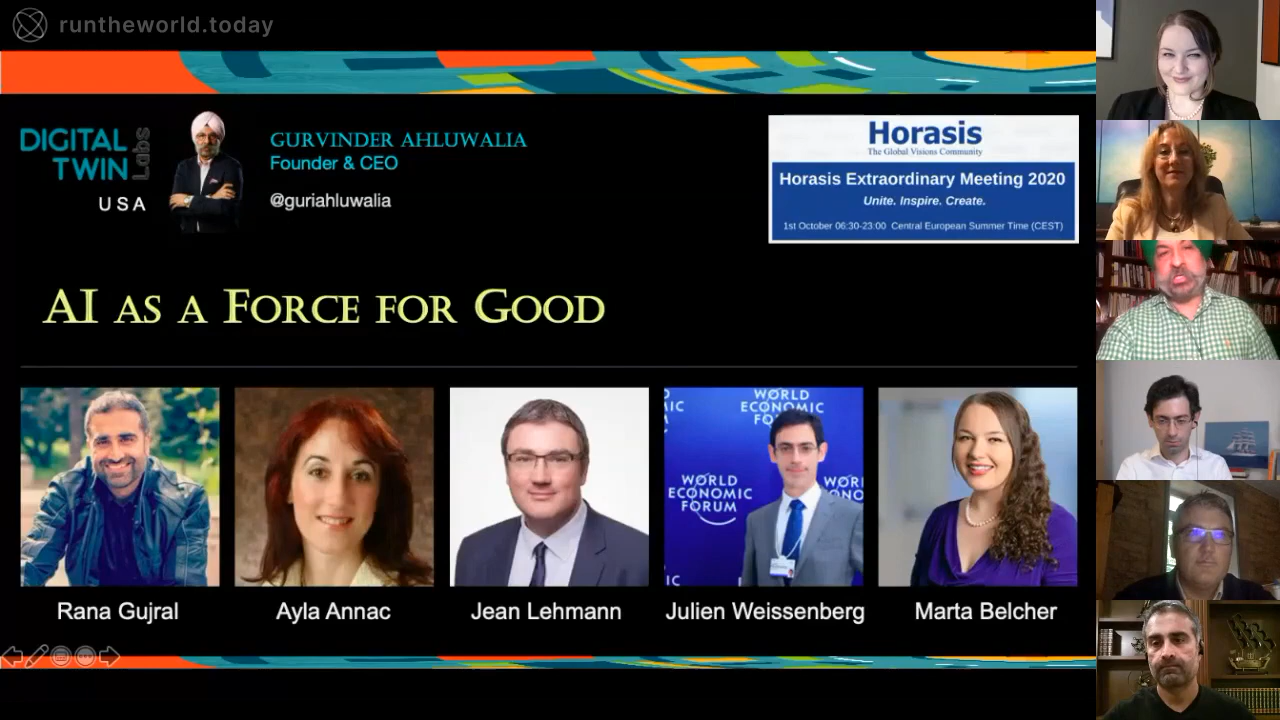 runtheworld.today
DIGITAL
TWIN
Labs
USA
GURVINDER AHLUWALIA
Founder & CEO
@guriahluwalia
Horasis
The Global Visions Community
Horasis Extraordinary Meeting 2020
Unite. Inspire. Create.
1st October 06:30-23:00 Central European Summer Time (CEST)
AI AS A FORCE FOR GOOD
WORLD
ECONOMIC
FORUM
WORLD
ECONOMIC
FORUM
Rana Gujral
Ayla Annac
Jean Lehmann
Julien Weissenberg
Marta Belcher